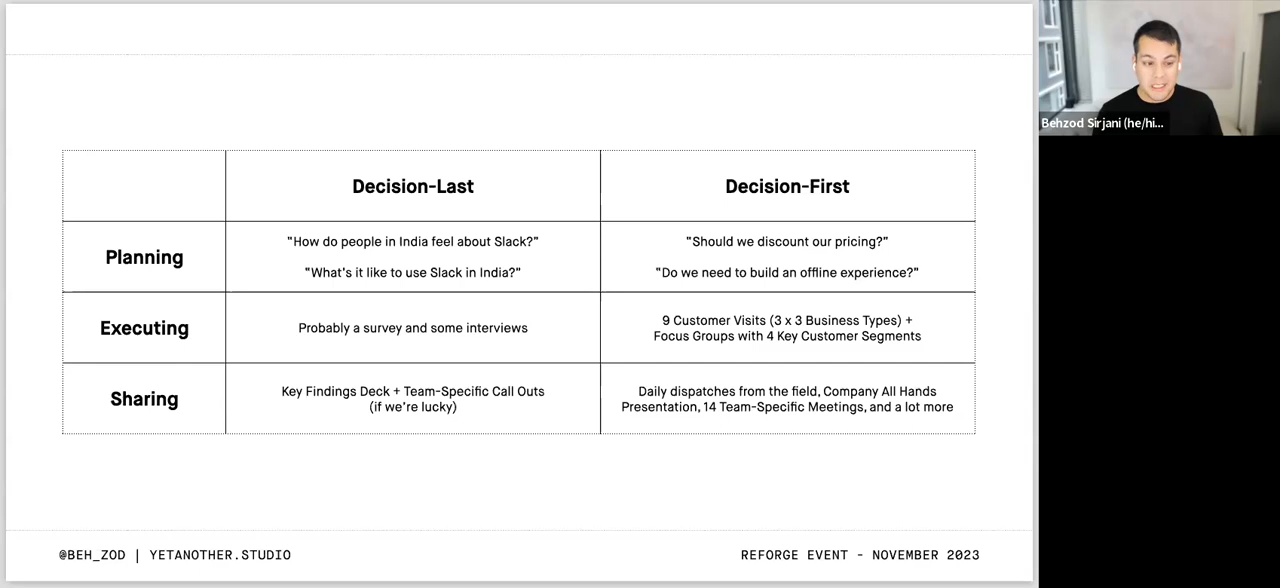 Decision-Last
Decision-First
Planning
"How do people in India feel about Slack?"
"What's it like to use Slack in India?"
"Should we discount our pricing?"
"Do we need to build an offline experience?"
Executing
Probably a survey and some interviews
9 Customer Visits (3 x 3 Business Types) +
Focus Groups with 4 Key Customer Segments
Sharing
Key Findings Deck + Team-Specific Call Outs
(if we're lucky)
Daily dispatches from the field, Company All Hands
Presentation, 14 Team-Specific Meetings, and a lot more
@BEH_ZOD | YETANOTHER.STUDIO
REFORGE EVENT - NOVEMBER 2023
Behzod Sirjani (he/hi...